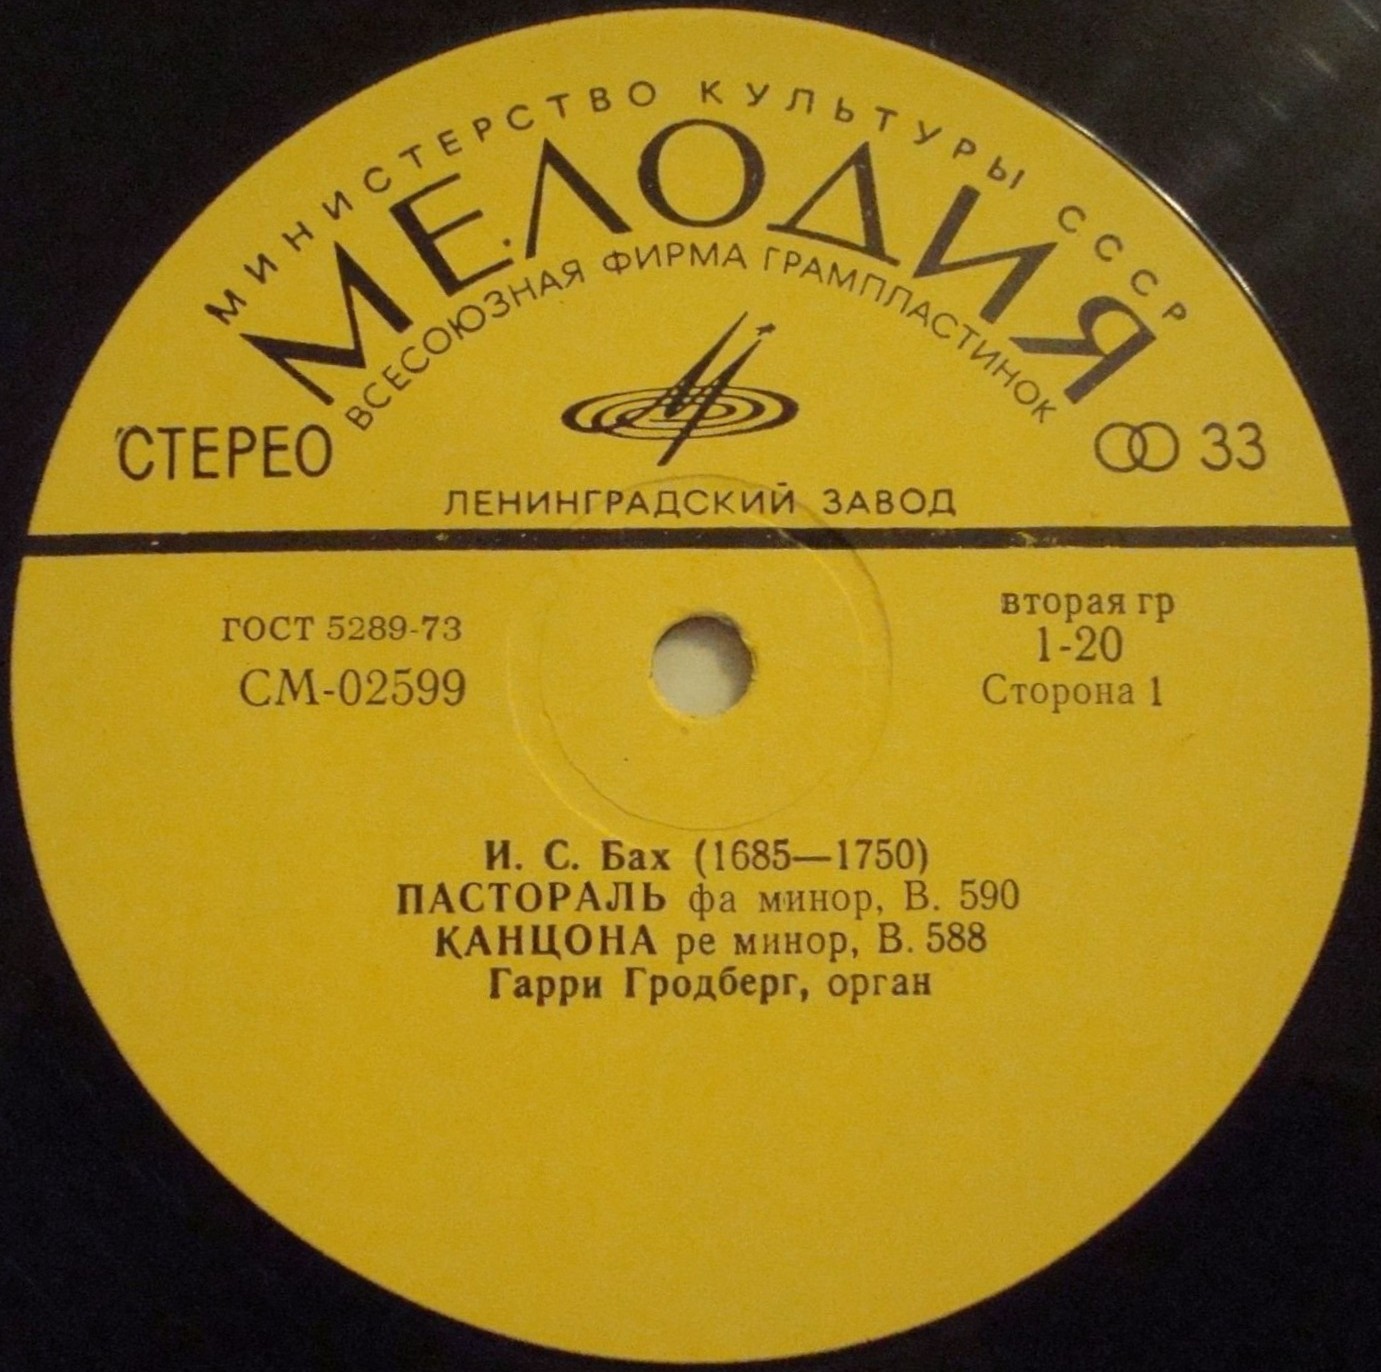 МИНИСТЕРСТВО КУЛЬТУРЫ СССР
МЕЛОДИЯ
ВСЕСОЮЗНАЯ ФИРМА ГРАМПЛАСТИНОК
СТЕРЕО
33
ЛЕНИНГРАДСКИЙ ЗАВОД
ГОСТ 5289-73
СМ-02599
вторая гр
1-20
Сторона 1
И. С. Бах (1685—1750)
ПАСТОРАЛЬ фа минор, В. 590
КАНЦОНА ре минор, В. 588
Гарри Гродберг, орган